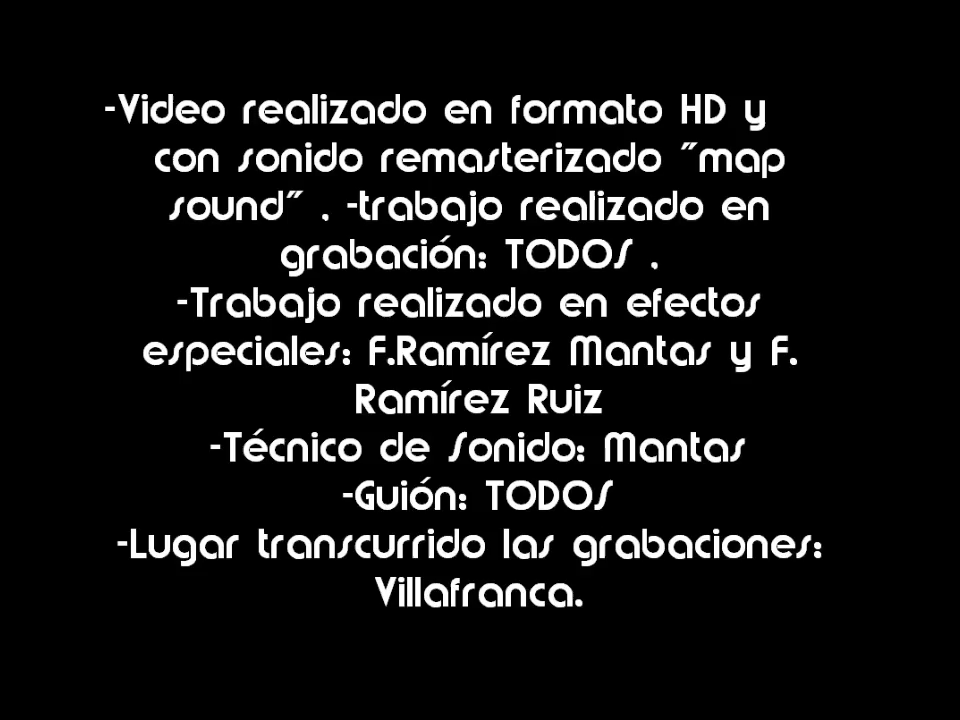 -Video realizado en formato HD y
con sonido remasterizado "map
sound" , -trabajo realizado en
grabación: TODOS ,
-Trabajo realizado en efectos
especiales: F.Ramírez Mantas y F.
Ramírez Ruiz
-Técnico de Sonido: Mantas
-Guión: TODOS
-Lugar transcurrido las grabaciones:
Villafranca.